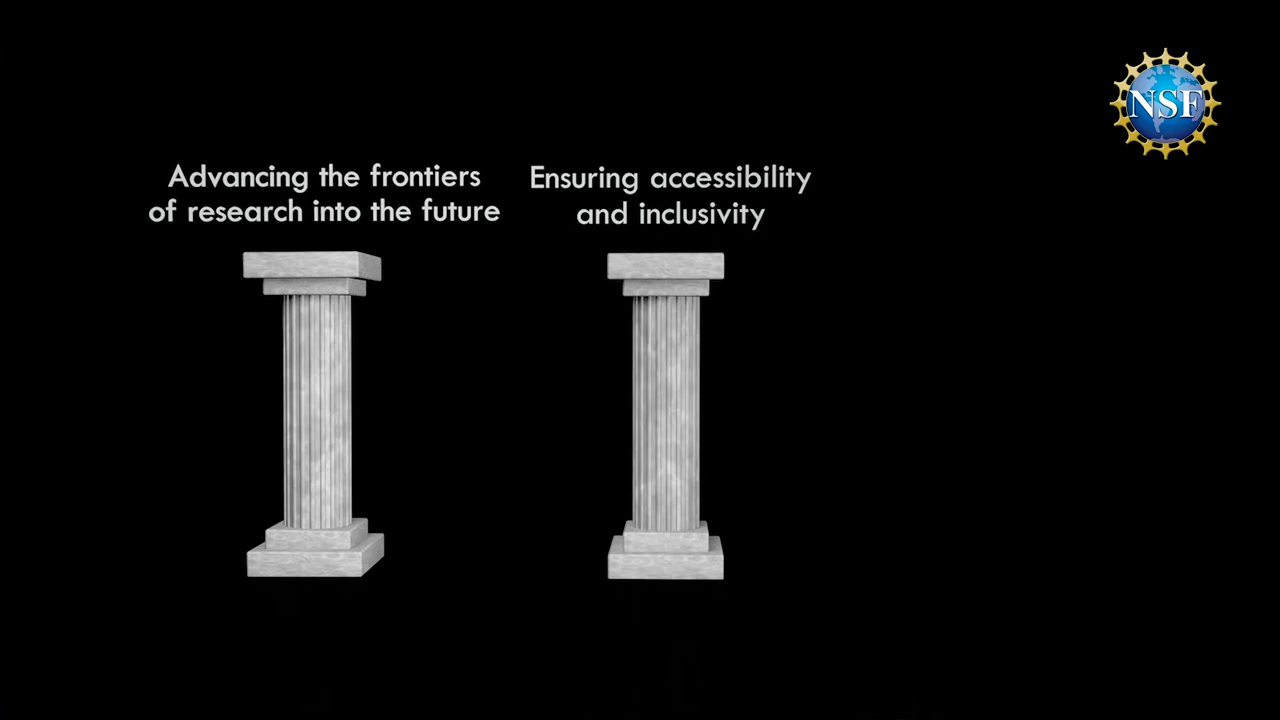 NSF
Advancing the frontiers
of research into the future
Ensuring accessibility
and inclusivity